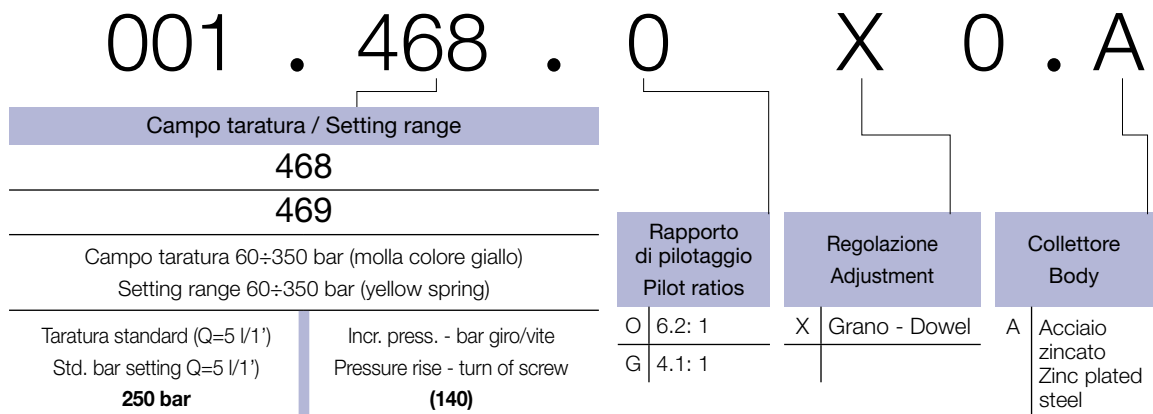 001 . 468 . 0 X 0 . A
Campo taratura / Setting range
468
469
Campo taratura 60÷350 bar (molla colore giallo)
Setting range 60÷350 bar (yellow spring)
Taratura standard (Q=5 l/1')
Std. bar setting Q=5 l/1')
250 bar
Incr. press. - bar giro/vite
Pressure rise - turn of screw
(140)
Rapporto
di pilotaggio
Pilot ratios
O 6.2: 1
G 4.1: 1
Regolazione
Adjustment
X Grano - Dowel
Collettore
Body
A Acciaio
zincato
Zinc plated
steel